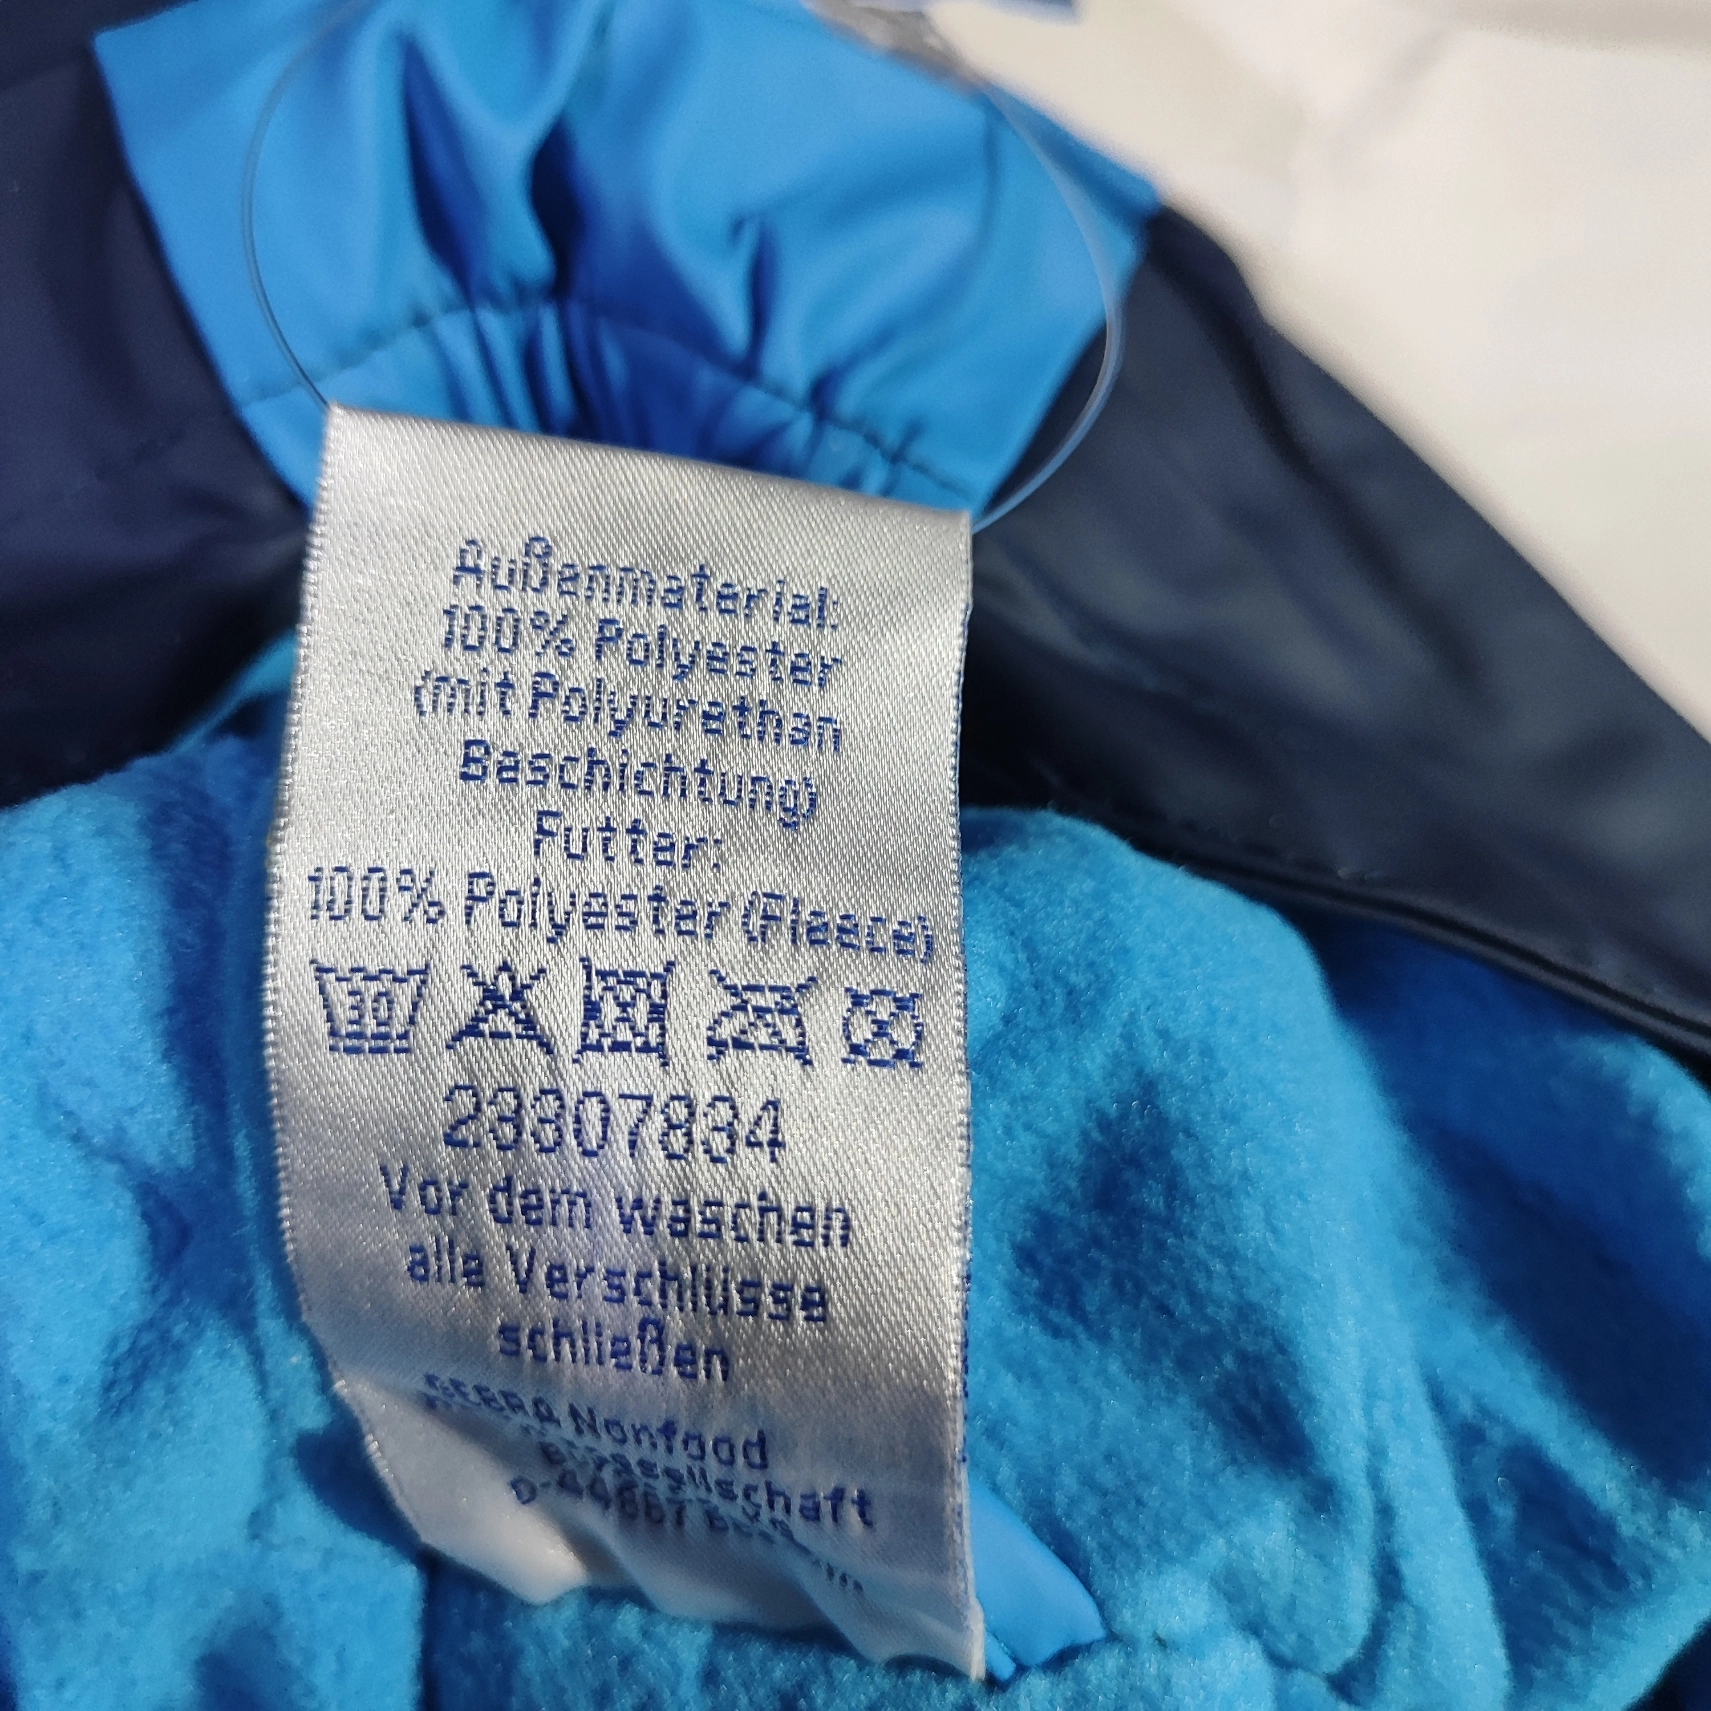 Außenmaterial:
100% Polyester
(mit Polyurethan
Beschichtung)
Futter:
100% Polyester (Fleece)
30
23307834
Vor dem waschen
alle Verschlüsse
schließen
Nonfood